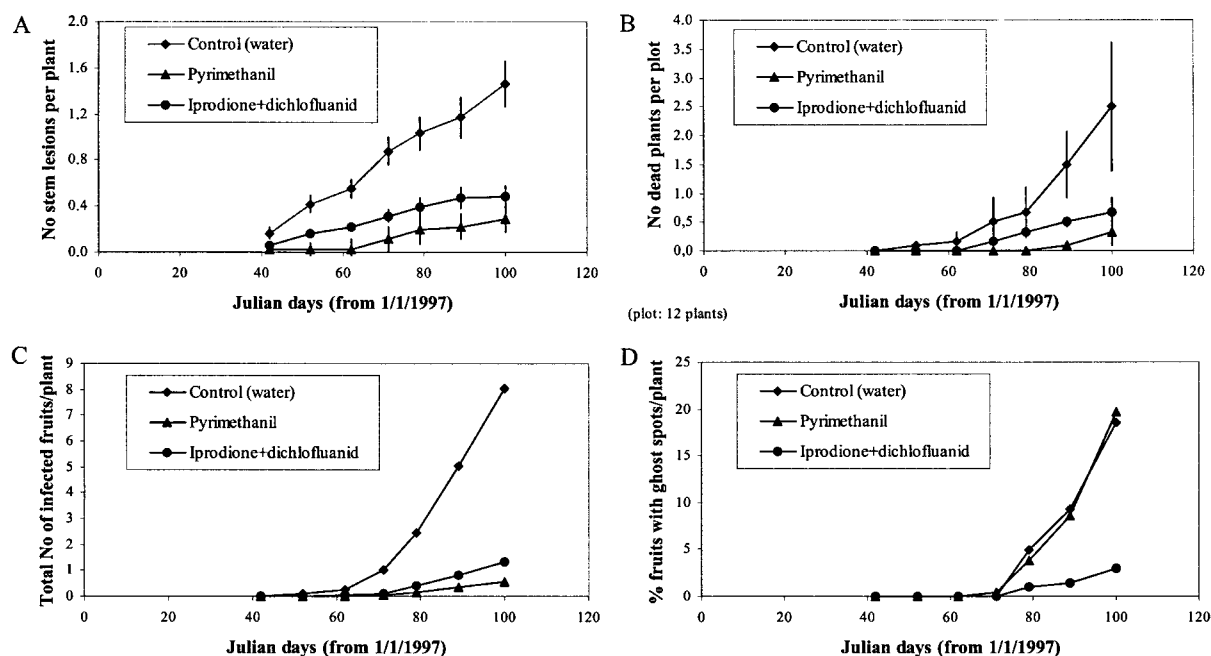 A
No stem lesions per plant
2.0
1.6
1.2
0.8
0.4
0.0
Control (water)
Pyrimethanil
Iprodione+dichlofluanid
0 20 40 60 80 100 120
Julian days (from 1/1/1997)
B
No dead plants per plot
4.0
3.5
3.0
2.5
2.0
1.5
1.0
0,5
0,0
Control (water)
Pyrimethanil
Iprodione+dichlofluanid
0 20 40 60 80 100 120
Julian days (from 1/1/1997)
(plot: 12 plants)
C
Total No of infected fruits/plant
9
8
7
6
5
4
3
2
1
0
Control (water)
Pyrimethanil
Iprodione+dichlofluanid
0 20 40 60 80 100 120
Julian days (from 1/1/1997)
D
% fruits with ghost spots/plant
25
20
15
10
5
0
Control (water)
Pyrimethanil
Iprodione+dichlofluanid
0 20 40 60 80 100 120
Julian days (from 1/1/1997)